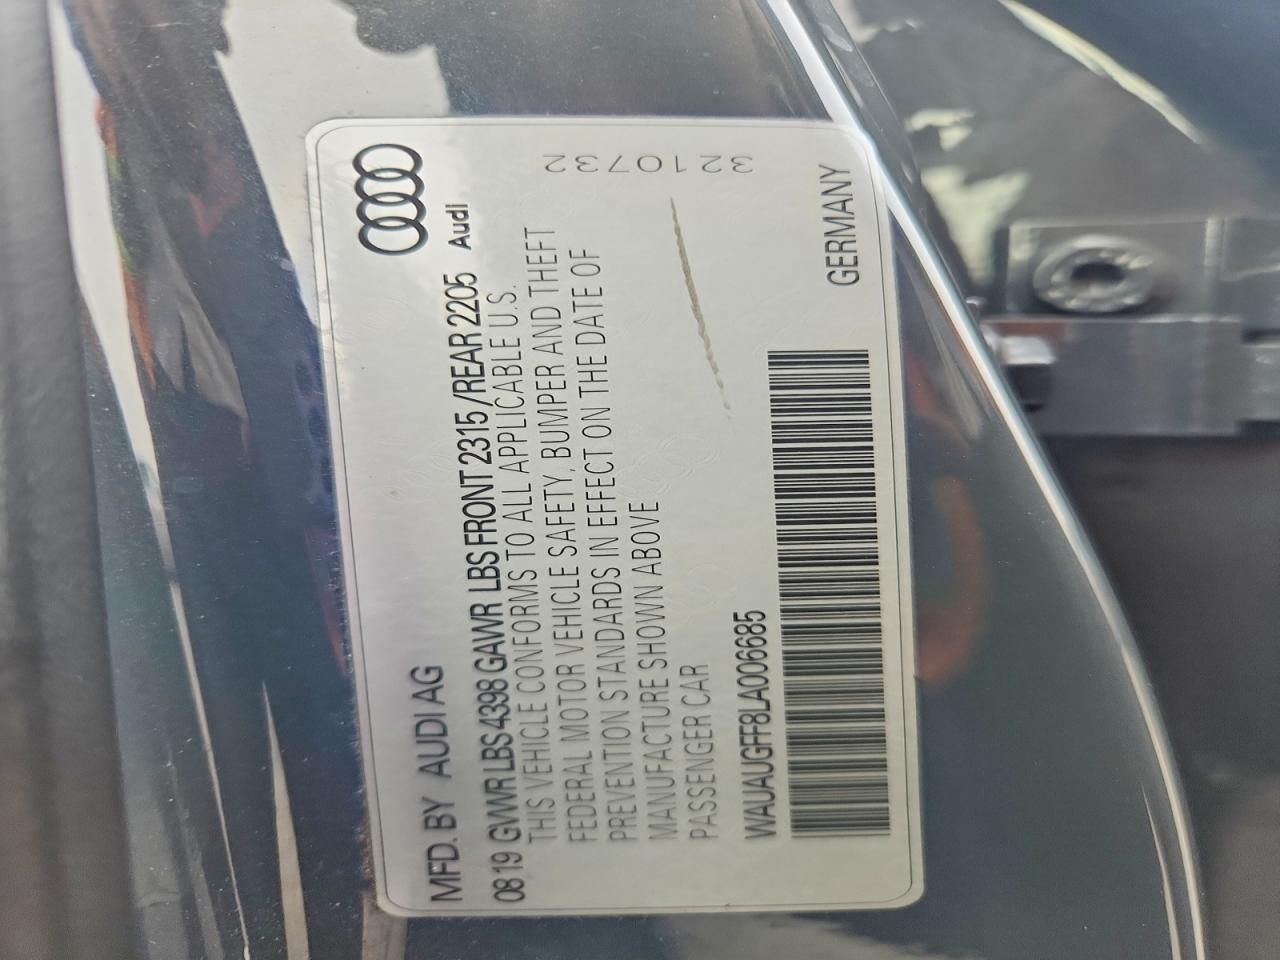 MFD. BY AUDI AG
0819 GVWR LBS 4398 GAWR LBS FRONT 2315 / REAR 2205 Audi
THIS VEHICLE CONFORMS TO ALL APPLICABLE U.S.
FEDERAL MOTOR VEHICLE SAFETY, BUMPER AND THEFT
PREVENTION STANDARDS IN EFFECT ON THE DATE OF
MANUFACTURE SHOWN ABOVE
PASSENGER CAR
3210732
WAUAUGFF8LA006685
GERMANY